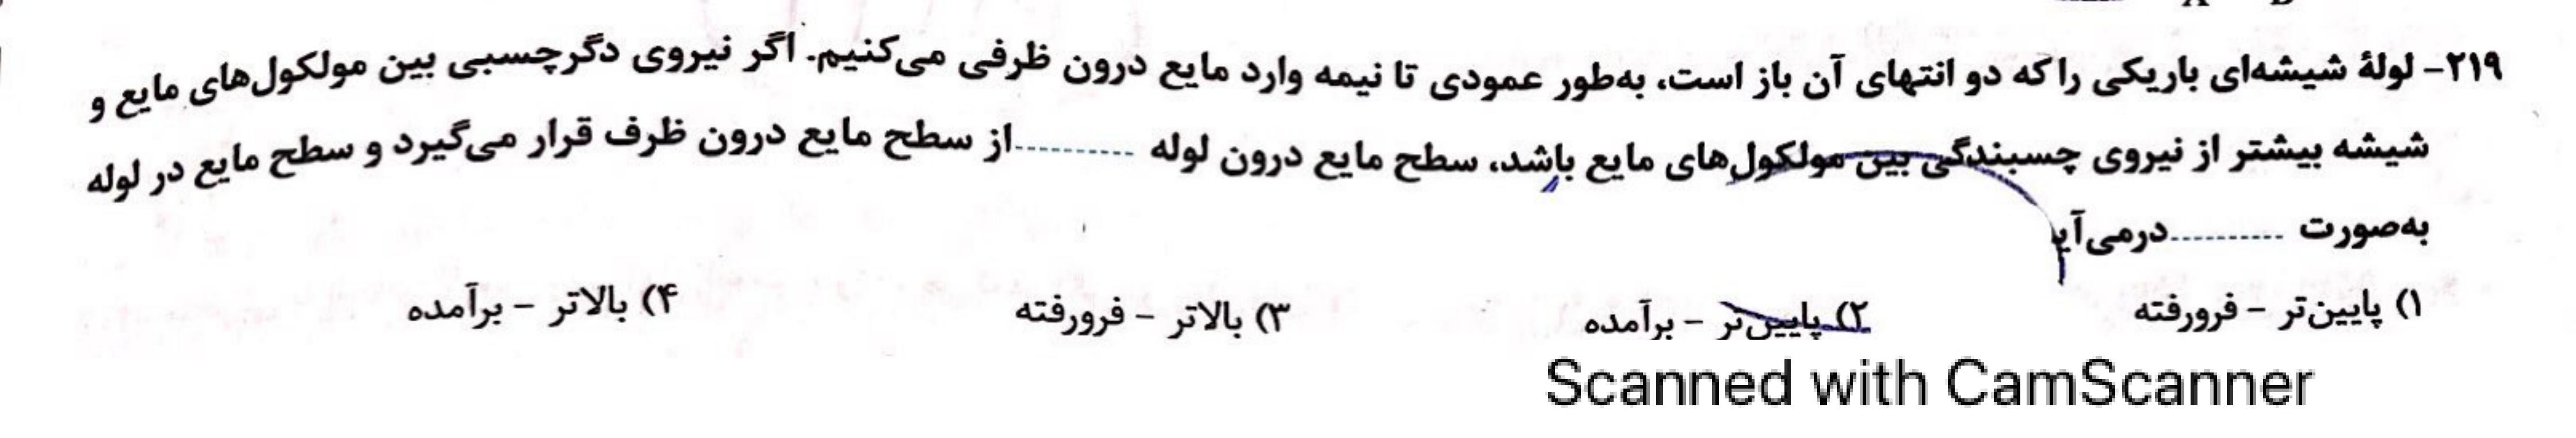 ۲۱۹- لولهٔ شیشه‌ای باریکی را که دو انتهای آن باز است، به‌طور عمودی تا نیمه وارد مایع درون ظرفی می‌کنیم. اگر نیروی دگرچسبی بین مولکول‌های مایع و
شیشه بیشتر از نیروی چسبندگی بین مولکول‌های مایع باشد، سطح مایع درون لوله ..........از سطح مایع درون ظرف قرار می‌گیرد و سطح مایع در لوله
به‌صورت ..........درمی‌آید
۱) پایین‌تر - فرورفته ۲) پایین‌تر - برآمده ۳) بالاتر - فرورفته ۴) بالاتر - برآمده
Scanned with CamScanner